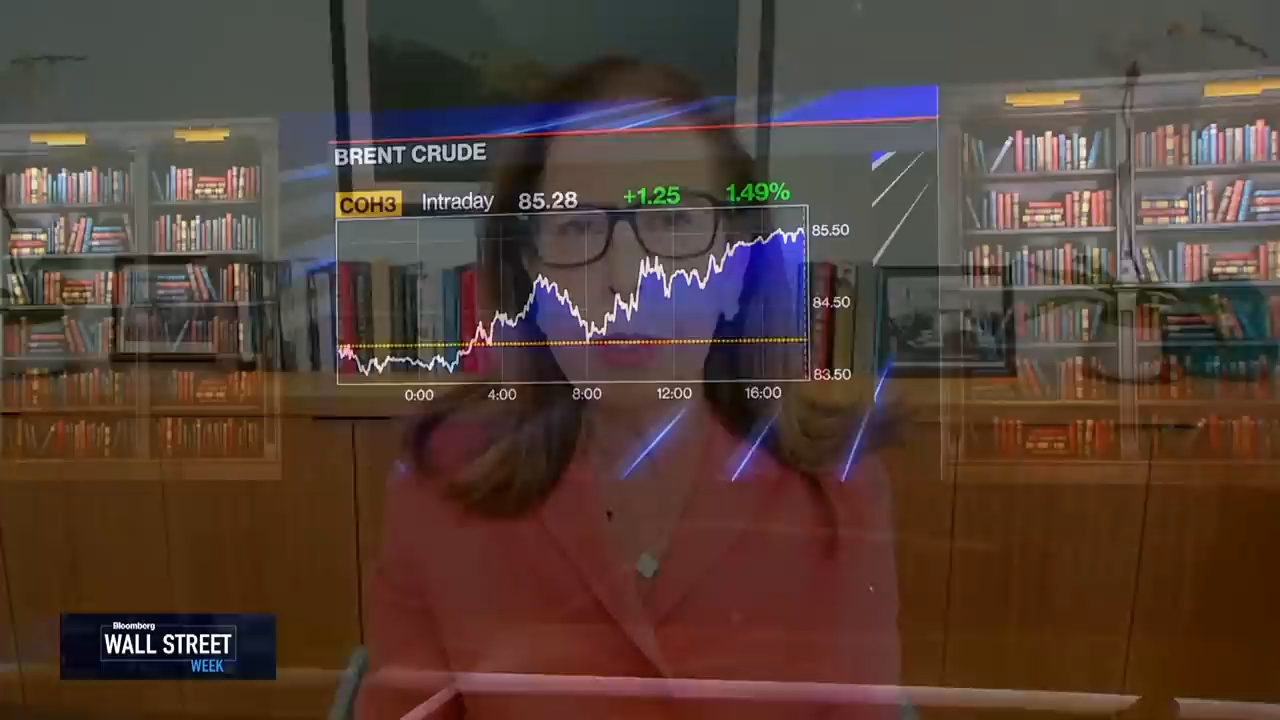 BRENT CRUDE
COH3 Intraday 85.28 +1.25 1.49%
85.50
84.50
83.50
0:00 4:00 8:00 12:00 16:00
Bloomberg
WALL STREET
WEEK